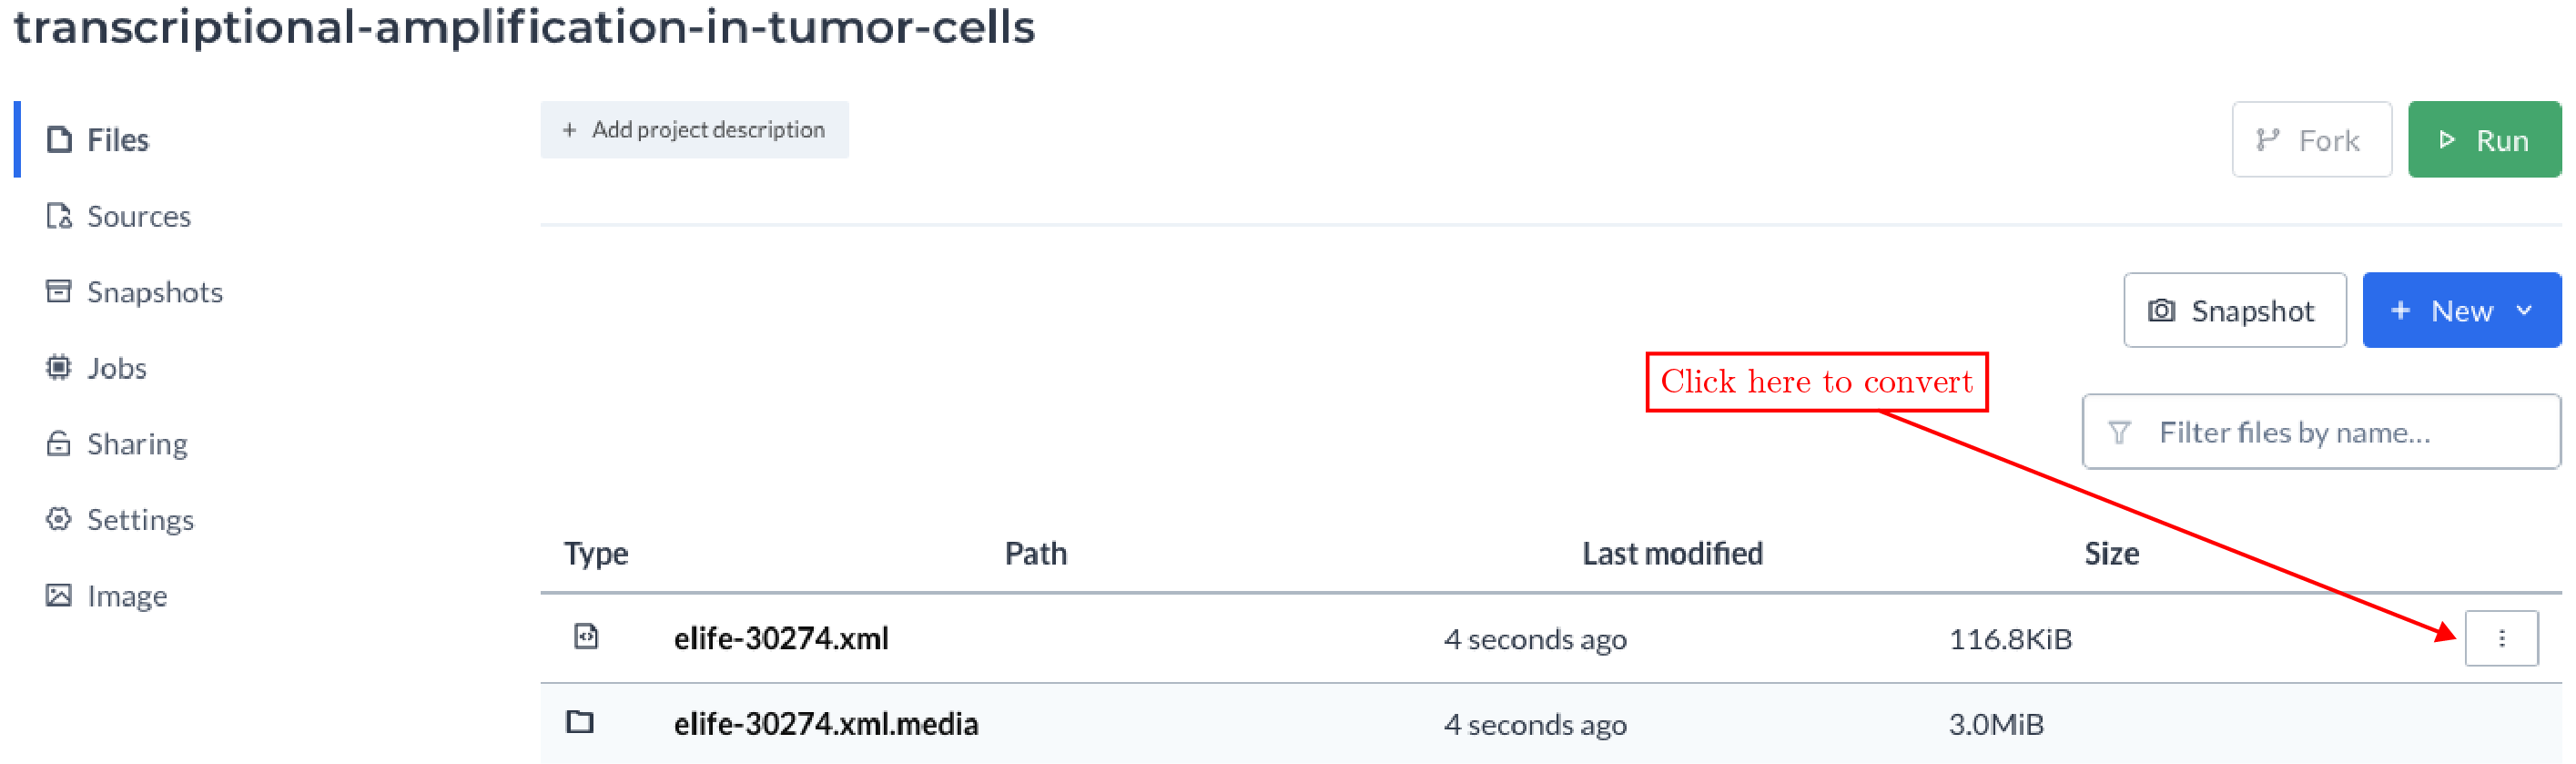 transcriptional-amplification-in-tumor-cells
Files
Sources
Snapshots
Jobs
Sharing
Settings
Image
+ Add project description
Fork
Run
Snapshot
+ New
Click here to convert
Filter files by name...
Type Path Last modified Size
elife-30274.xml 4 seconds ago 116.8KiB
elife-30274.xml.media 4 seconds ago 3.0MiB